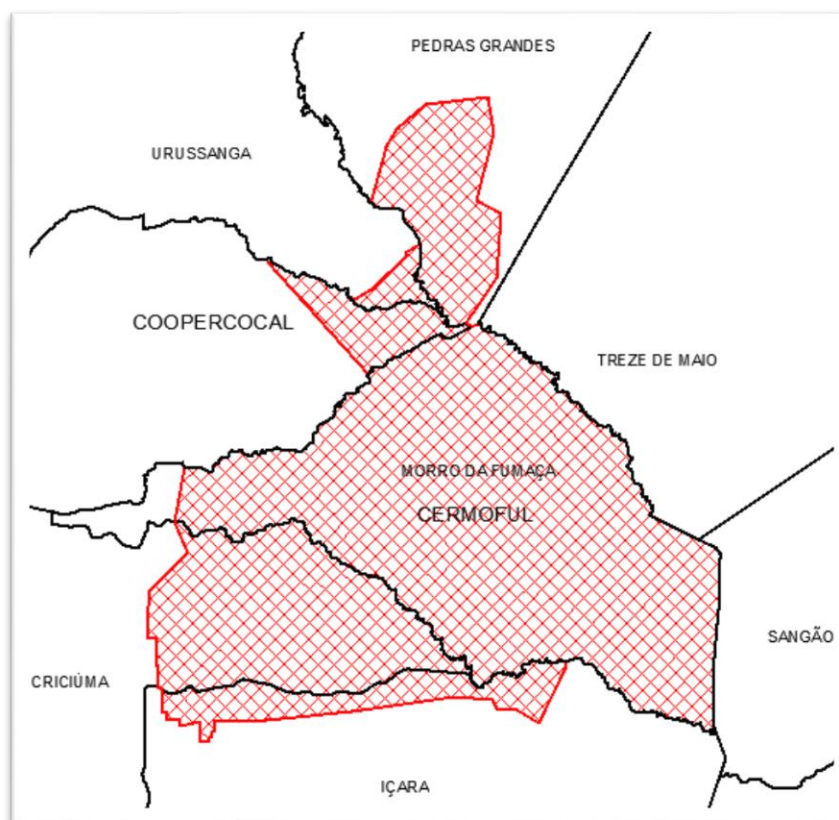 PEDRAS GRANDES
URUSSANGA
COOPERCOCAL
TREZE DE MAIO
MORRO DA FUMAÇA
CERMOFUL
SANGÃO
CRICIÚMA
IÇARA